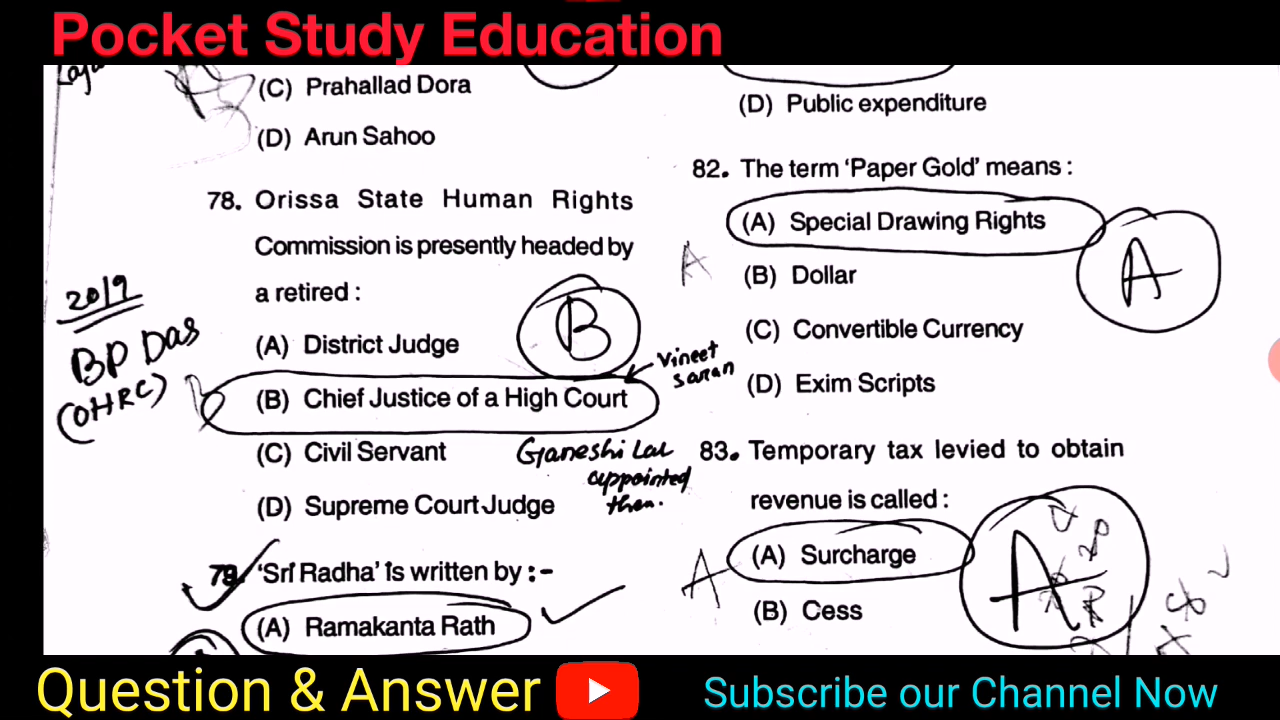 Pocket Study Education
(C) Prahallad Dora
(D) Arun Sahoo
78. Orissa State Human Rights
Commission is presently headed by
a retired :
(A) District Judge
B
(B) Chief Justice of a High Court
Vineet
saran
(C) Civil Servant
(D) Supreme Court Judge
Ganeshi Lal
appointed
them.
2019
BP Das
(OHRC)
79. 'Sri Radha' is written by :-
(A) Ramakanta Rath
(D) Public expenditure
82. The term 'Paper Gold' means :
(A) Special Drawing Rights
A
A
(B) Dollar
(C) Convertible Currency
(D) Exim Scripts
83. Temporary tax levied to obtain
revenue is called :
(A) Surcharge
A
A
(B) Cess
Question & Answer
Subscribe our Channel Now